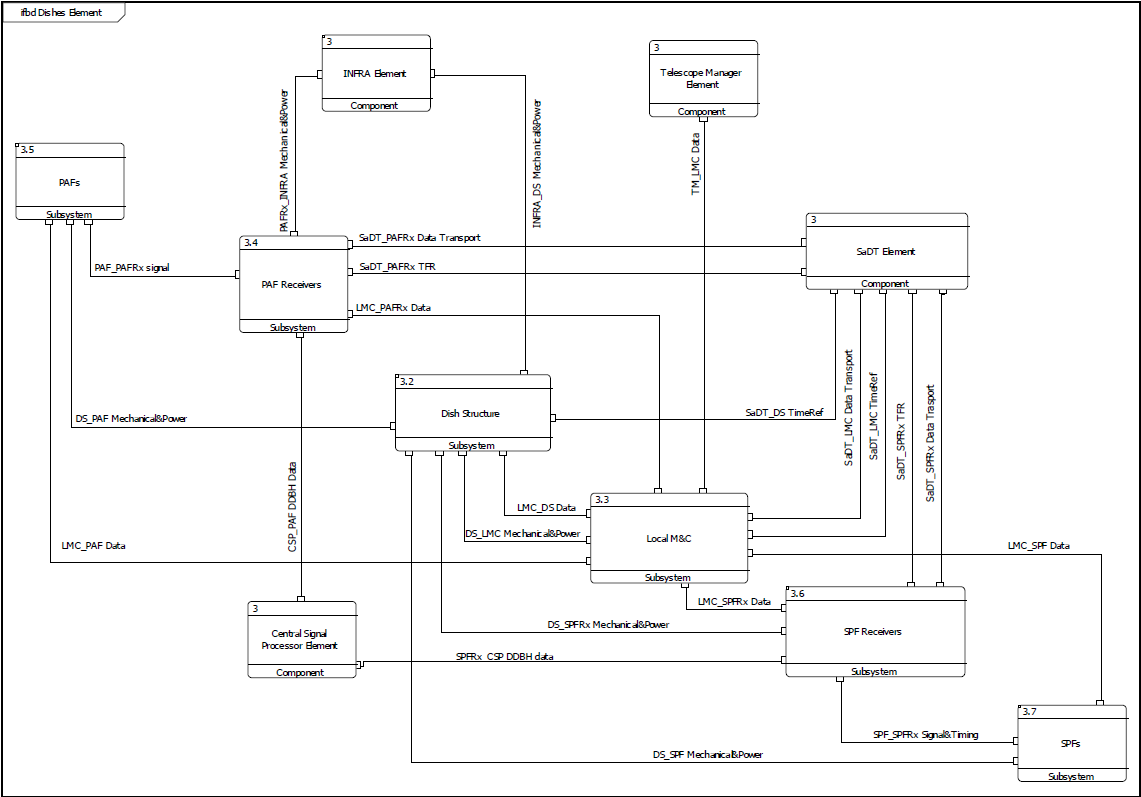 ifbd Dishes Element
3
INFRA Element
Component
3
Telescope Manager
Element
Component
PAFRx_INFRA Mechanical&Power
INFRA_DS Mechanical&Power
TM_LMC Data
3.5
PAFs
Subsystem
3.4
PAF Receivers
Subsystem
SaDT_PAFRx Data Transport
SaDT_PAFRx TFR
LMC_PAFRx Data
3
SaDT Element
Component
PAF_PAFRx signal
3.2
Dish Structure
Subsystem
DS_PAF Mechanical&Power
SaDT_DS TimeRef
SaDT_LMC Data Transport
SaDT_LMC TimeRef
SaDT_SPFRx TFR
SaDT_SPFRx Data Trasport
CSP_PAF DDBH Data
LMC_DS Data
DS_LMC Mechanical&Power
3.3
Local M&C
Subsystem
LMC_PAF Data
LMC_SPF Data
LMC_SPFRx Data
3.6
SPF Receivers
Subsystem
3
Central Signal
Processor Element
Component
DS_SPFRx Mechanical&Power
SPFRx_CSP DDBH data
3.7
SPFs
Subsystem
SPF_SPFRx Signal&Timing
DS_SPF Mechanical&Power